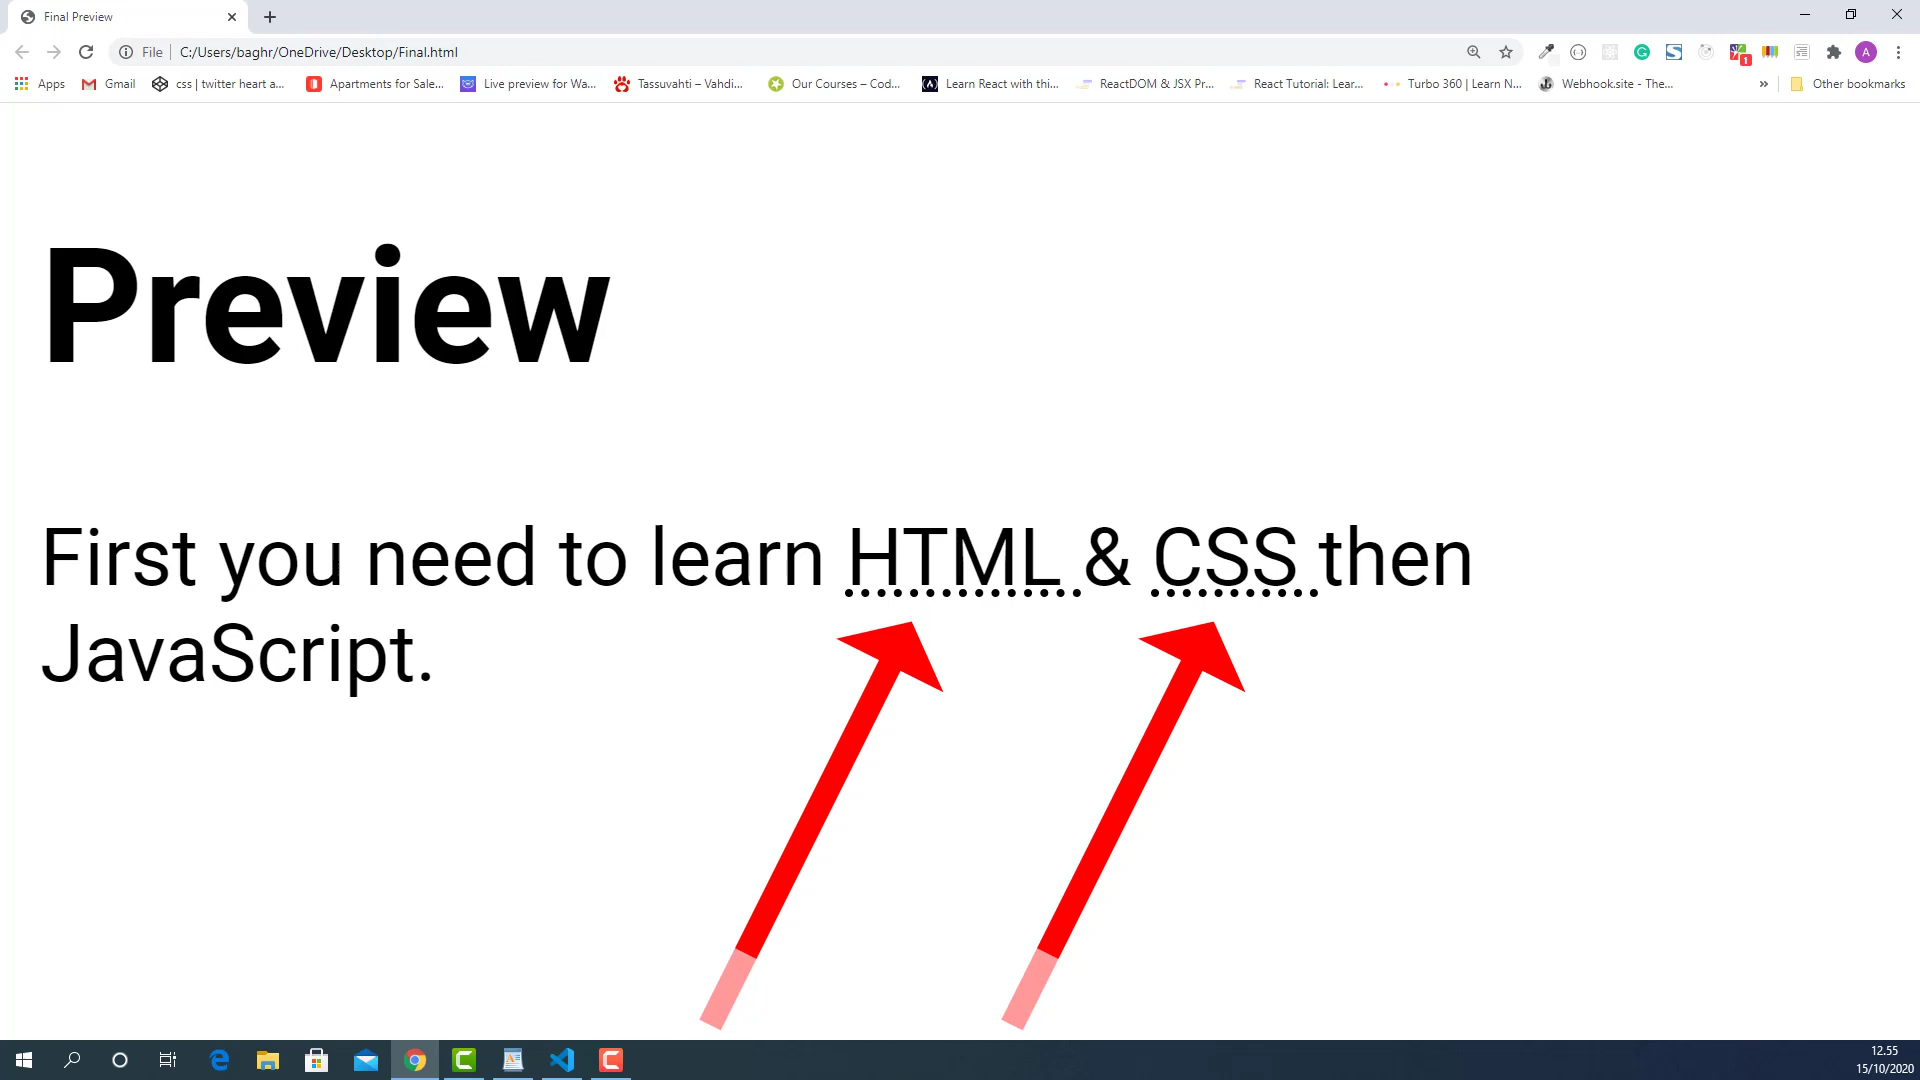 Final Preview
File C:/Users/baghr/OneDrive/Desktop/Final.html
1
A
Apps Gmail css | twitter heart a... Apartments for Sale... Live preview for Wa... Tassuvahti – Vahdi... Our Courses – Cod... Learn React with thi... ReactDOM & JSX Pr... React Tutorial: Lear... Turbo 360 | Learn N... Webhook.site - The... » Other bookmarks
Preview
First you need to learn HTML & CSS then
JavaScript.
12.55
15/10/2020